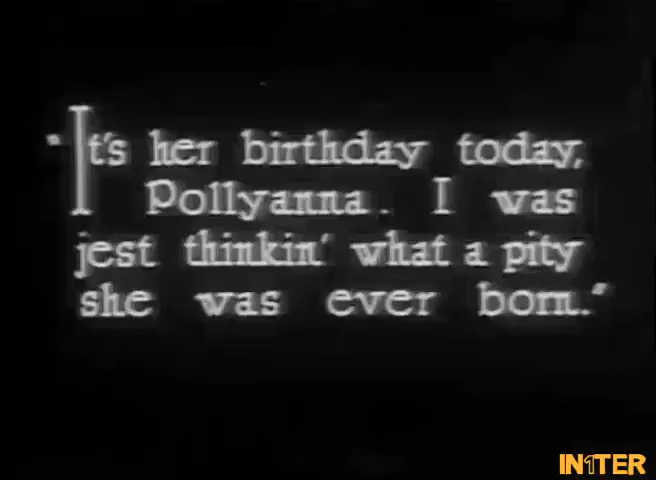 "It's her birthday today,
Pollyanna. I was
jest thinkin' what a pity
she was ever born."
IN1TER